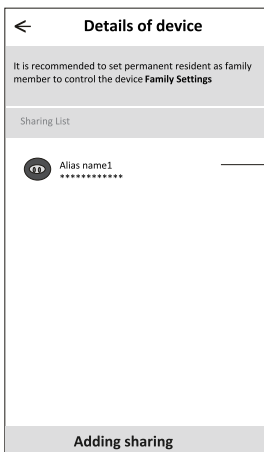 Details of device
It is recommended to set permanent resident as family
member to control the device Family Settings
Sharing List
Alias name1
************
Adding sharing